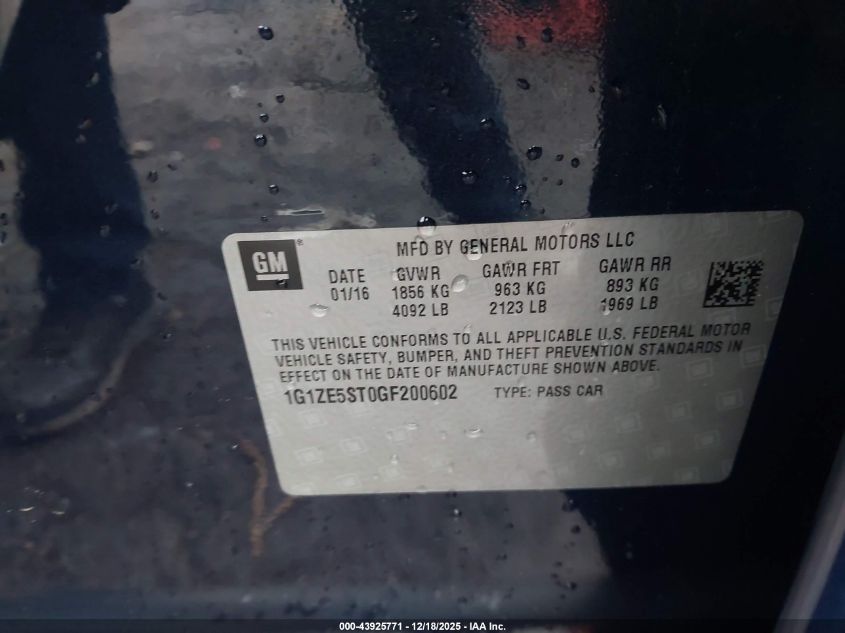 GM ®
MFD BY GENERAL MOTORS LLC
DATE GVWR GAWR FRT GAWR RR
01/16 1856 KG 963 KG 893 KG
4092 LB 2123 LB 1969 LB
THIS VEHICLE CONFORMS TO ALL APPLICABLE U.S. FEDERAL MOTOR
VEHICLE SAFETY, BUMPER, AND THEFT PREVENTION STANDARDS IN
EFFECT ON THE DATE OF MANUFACTURE SHOWN ABOVE.
1G1ZE5ST0GF200602 TYPE: PASS CAR
000-43925771 - 12/18/2025 - IAA Inc.